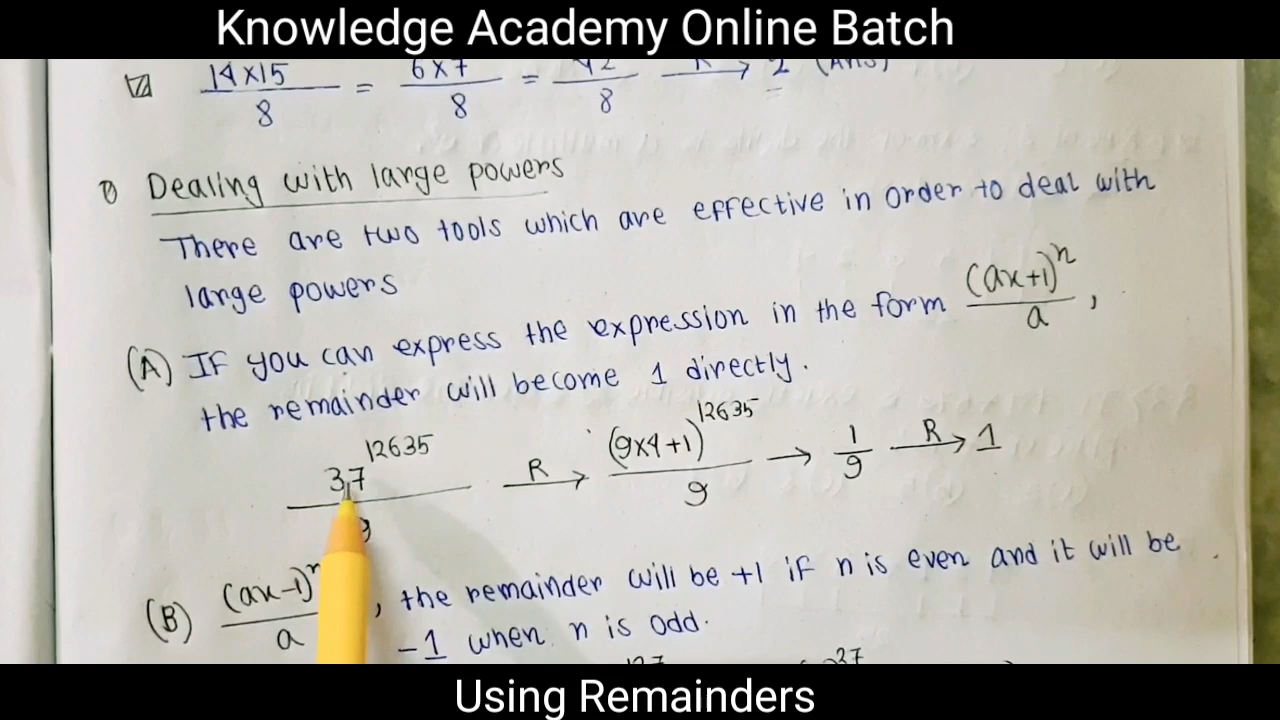 Knowledge Academy Online Batch
14×15/8 = 6×7/8 = 42/8 R→ 2 (Ans)
Dealing with large powers
There are two tools which are effective in order to deal with
large powers
(A) If you can express the expression in the form (ax+1)^n/a,
the remainder will become 1 directly.
37^12635/9 R→ (9×4+1)^12635/9 → 1/9 R→ 1
(B) (ax-1)^n/a, the remainder will be +1 if n is even and it will be
-1 when n is odd.
Using Remainders